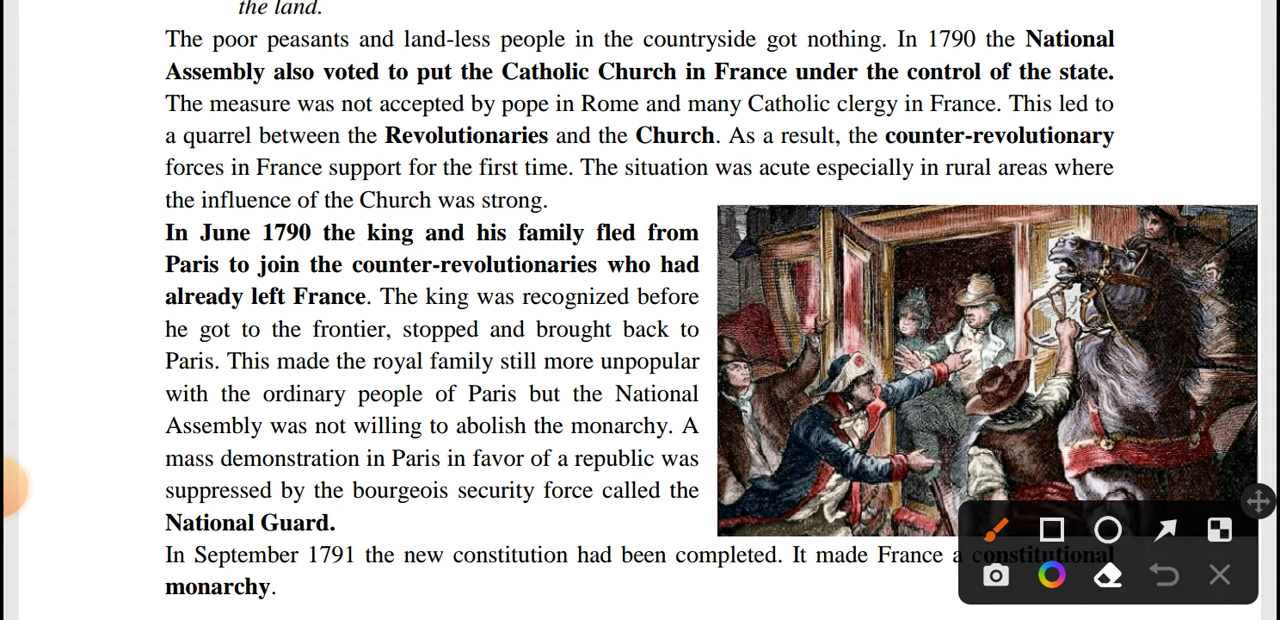 the land.
The poor peasants and land-less people in the countryside got nothing. In 1790 the National
Assembly also voted to put the Catholic Church in France under the control of the state.
The measure was not accepted by pope in Rome and many Catholic clergy in France. This led to
a quarrel between the Revolutionaries and the Church. As a result, the counter-revolutionary
forces in France support for the first time. The situation was acute especially in rural areas where
the influence of the Church was strong.
In June 1790 the king and his family fled from
Paris to join the counter-revolutionaries who had
already left France. The king was recognized before
he got to the frontier, stopped and brought back to
Paris. This made the royal family still more unpopular
with the ordinary people of Paris but the National
Assembly was not willing to abolish the monarchy. A
mass demonstration in Paris in favor of a republic was
suppressed by the bourgeois security force called the
National Guard.
In September 1791 the new constitution had been completed. It made France a constitutional
monarchy.